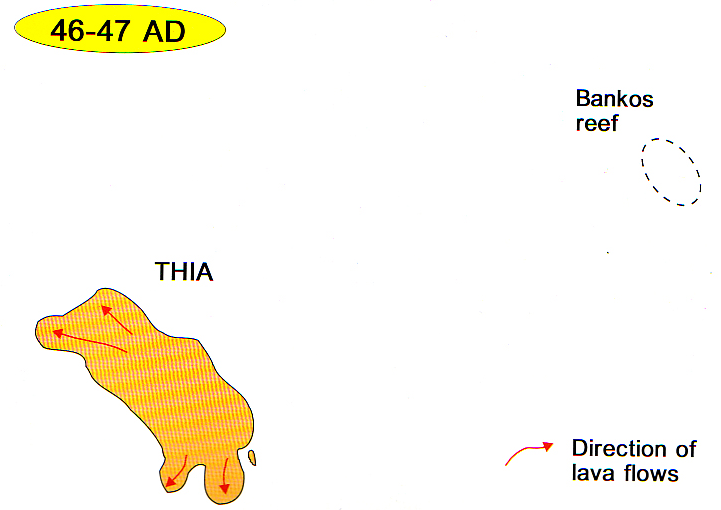 46-47 AD
Bankos
reef
THIA
Direction of
lava flows